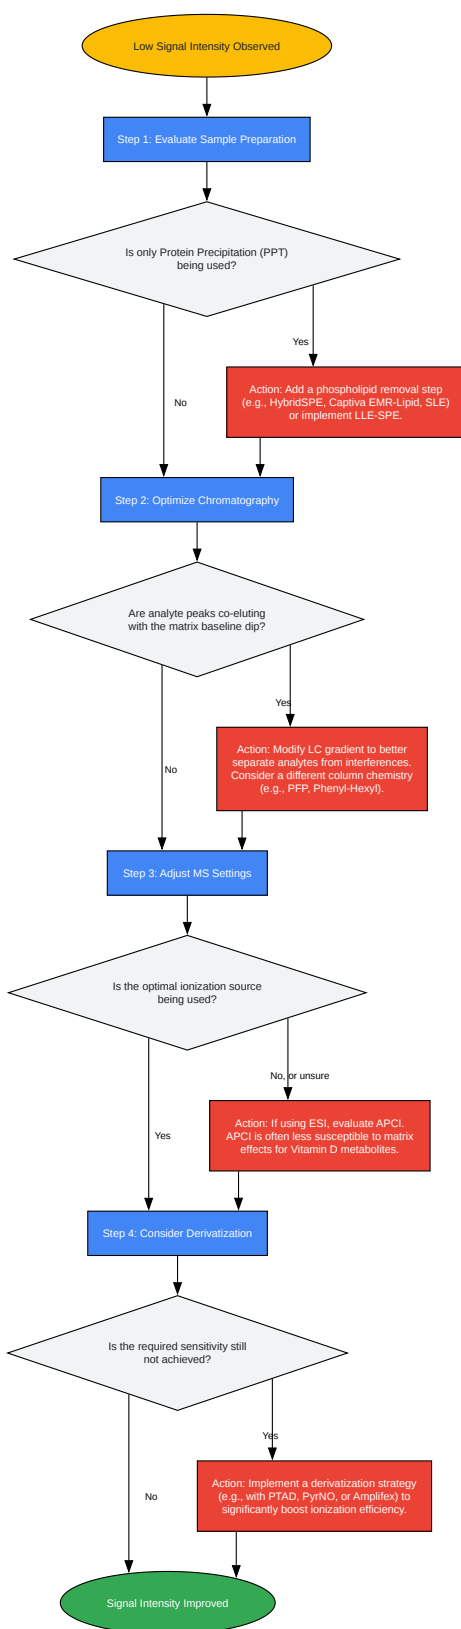 Low Signal Intensity Observed
Step 1: Evaluate Sample Preparation
Is only Protein Precipitation (PPT)
being used?
Yes
Action: Add a phospholipid removal step
(e.g., HybridSPE, Captiva EMR-Lipid, SLE)
or implement LLE-SPE.
No
Step 2: Optimize Chromatography
Are analyte peaks co-eluting
with the matrix baseline dip?
Yes
Action: Modify LC gradient to better
separate analytes from interferences.
Consider a different column chemistry
(e.g., PFP, Phenyl-Hexyl).
No
Step 3: Adjust MS Settings
Is the optimal ionization source
being used?
No, or unsure
Action: If using ESI, evaluate APCI.
APCI is often less susceptible to matrix
effects for Vitamin D metabolites.
Yes
Step 4: Consider Derivatization
Is the required sensitivity still
not achieved?
Yes
Action: Implement a derivatization strategy
(e.g., with PTAD, PyrNO, or Amplifex) to
significantly boost ionization efficiency.
No
Signal Intensity Improved